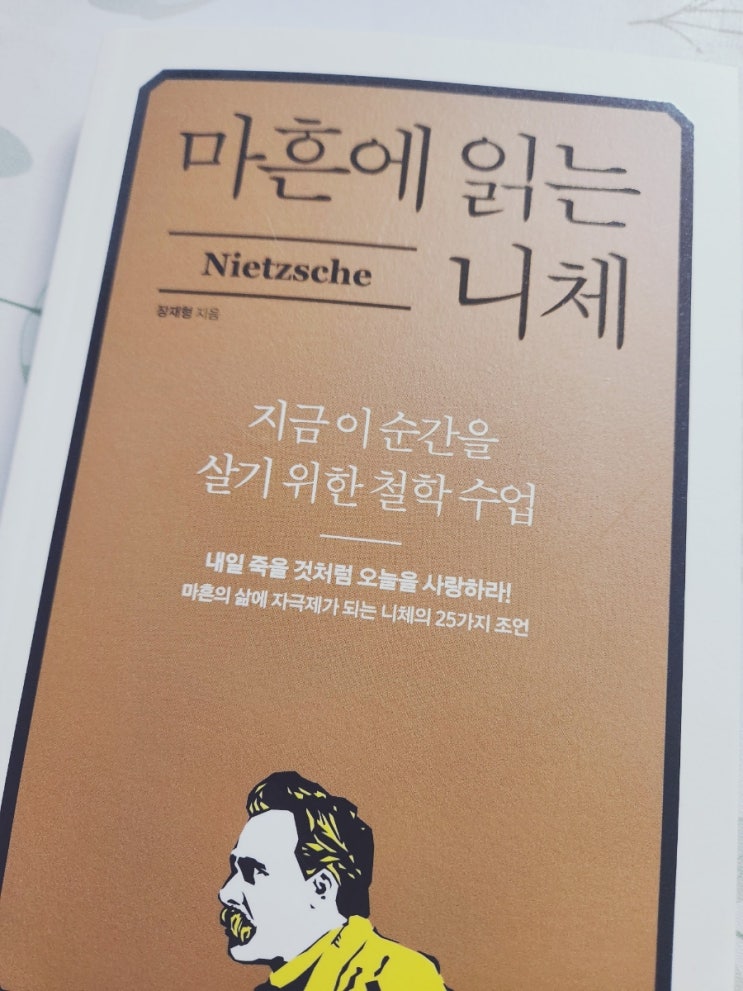 마흔에 읽는
니체
Nietzsche
장재형 지음
지금 이 순간을
살기 위한 철학 수업
내일 죽을 것처럼 오늘을 사랑하라!
마흔의 삶에 자극제가 되는 니체의 25가지 조언